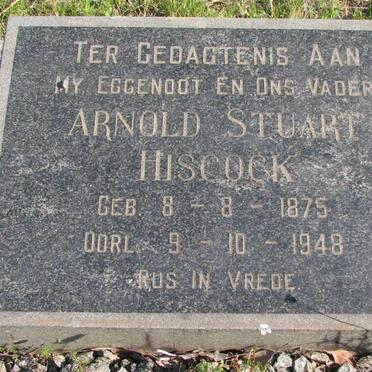 TER GEDAGTENIS AAN
MY EGGENOOT EN ONS VADER
ARNOLD STUART
HISCOCK
GEB. 8 - 8 - 1875
OORL. 9 - 10 - 1948
RUS IN VREDE.